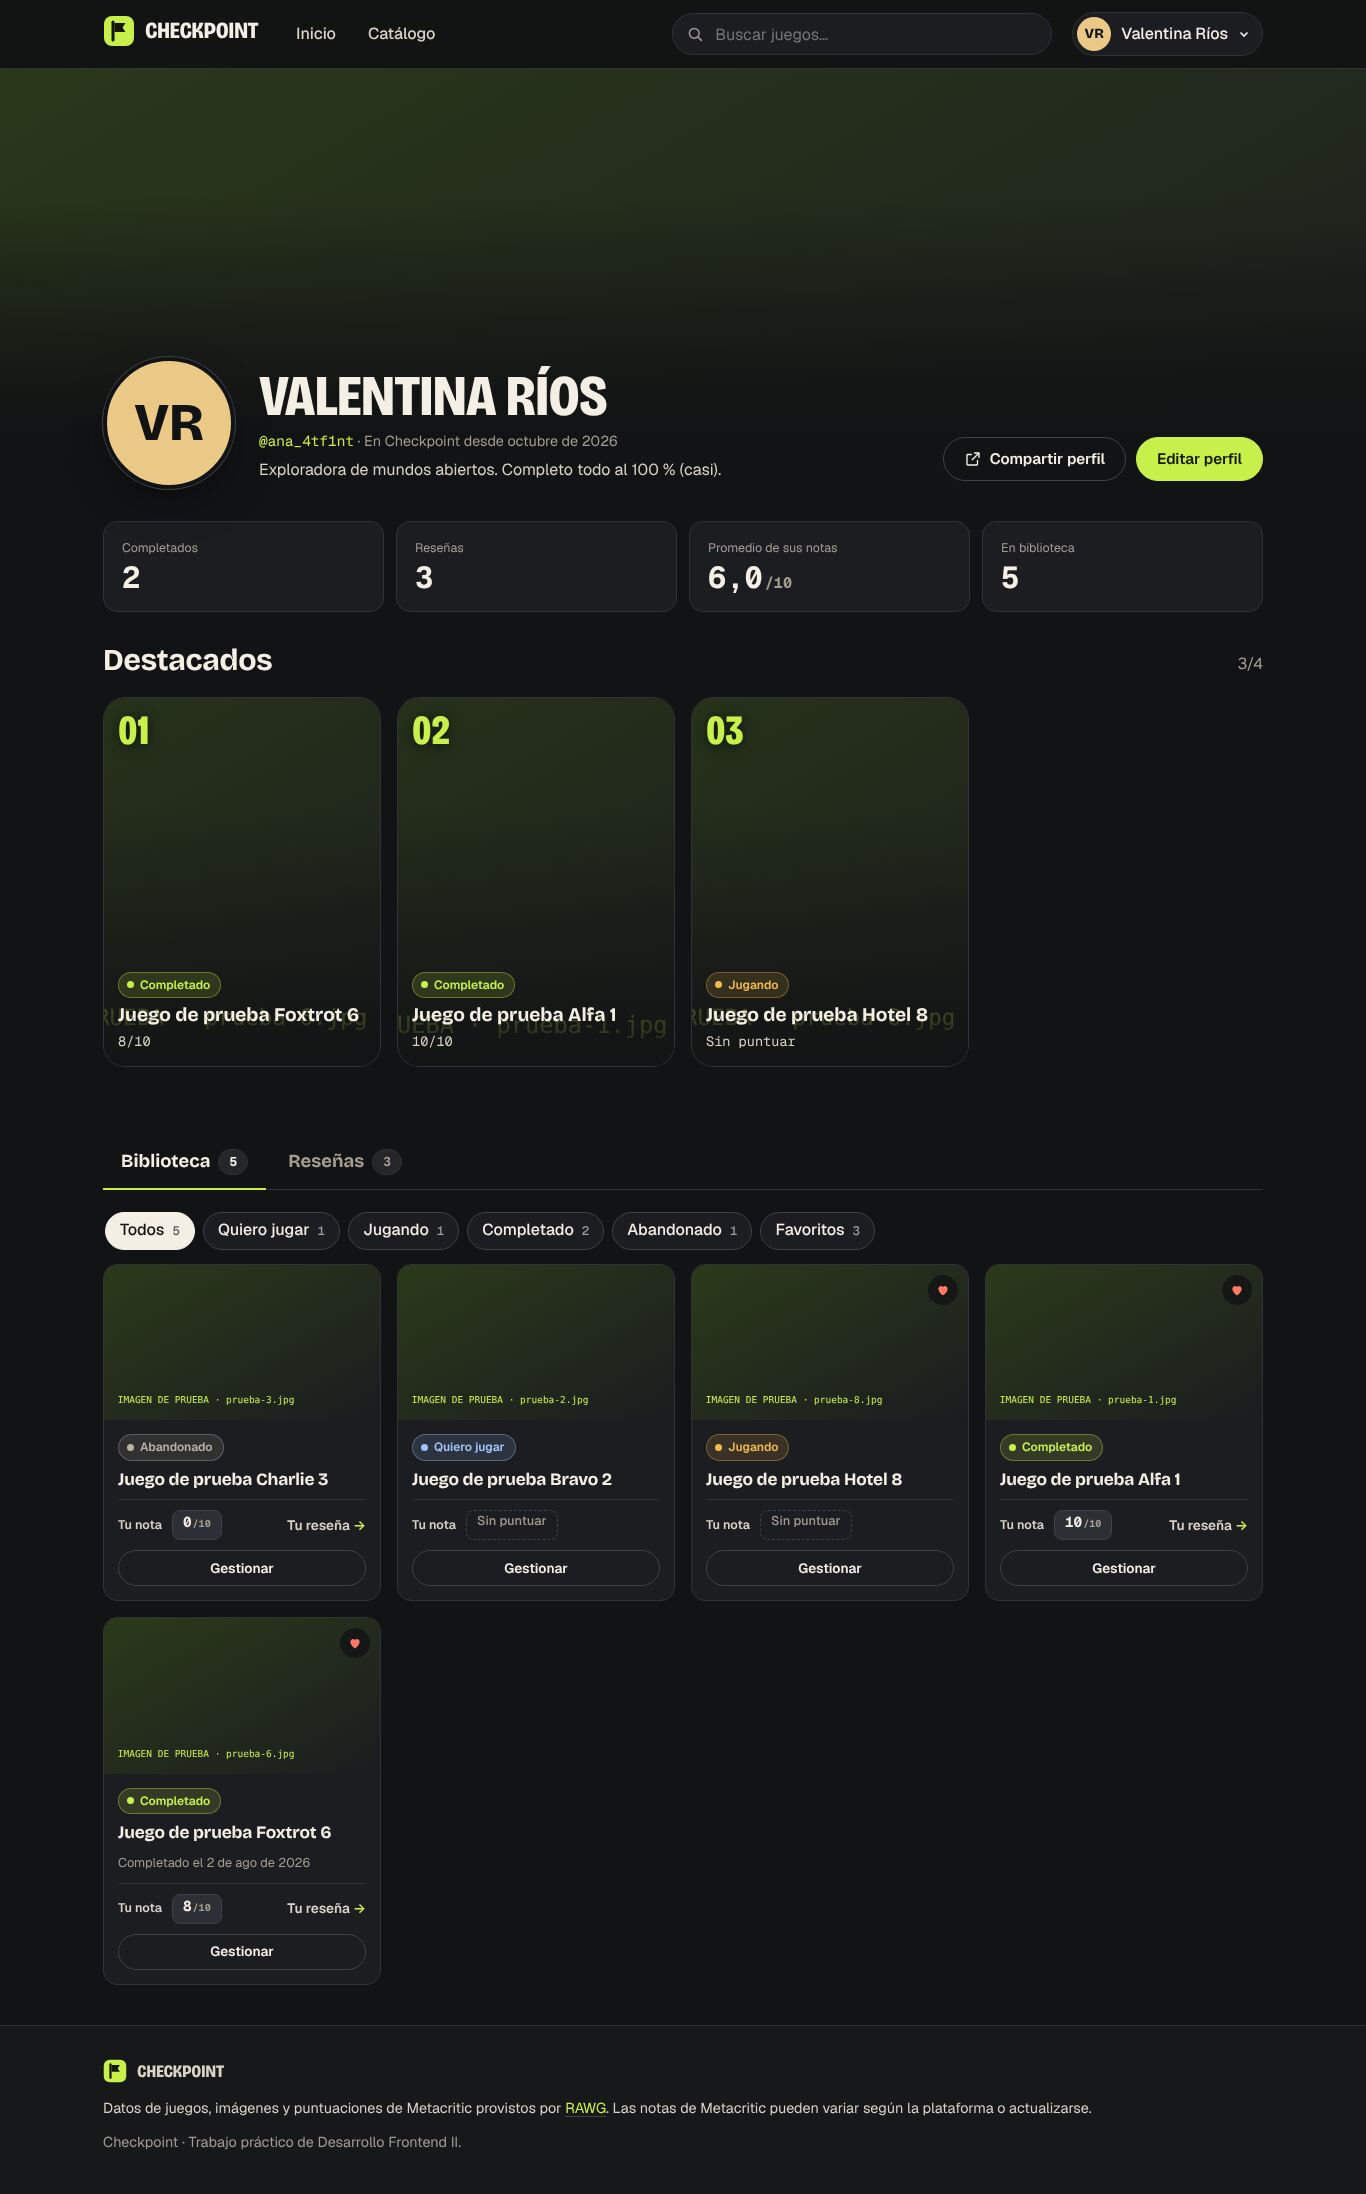 CHECKPOINT
Inicio
Catálogo
Buscar juegos...
VR
Valentina Ríos
VR
VALENTINA RÍOS
@ana_4tf1nt · En Checkpoint desde octubre de 2026
Exploradora de mundos abiertos. Completo todo al 100 % (casi).
Compartir perfil
Editar perfil
Completados
2
Reseñas
3
Promedio de sus notas
6,0/10
En biblioteca
5
Destacados
3/4
01
Completado
Juego de prueba Foxtrot 6
8/10
02
Completado
Juego de prueba Alfa 1
UEBA · prueba-1.jpg
10/10
03
Jugando
Juego de prueba Hotel 8
Sin puntuar
Biblioteca 5
Reseñas 3
Todos 5
Quiero jugar 1
Jugando 1
Completado 2
Abandonado 1
Favoritos 3
IMAGEN DE PRUEBA · prueba-3.jpg
Abandonado
Juego de prueba Charlie 3
Tu nota 0/10 Tu reseña →
Gestionar
IMAGEN DE PRUEBA · prueba-2.jpg
Quiero jugar
Juego de prueba Bravo 2
Tu nota Sin puntuar
Gestionar
IMAGEN DE PRUEBA · prueba-8.jpg
Jugando
Juego de prueba Hotel 8
Tu nota Sin puntuar
Gestionar
IMAGEN DE PRUEBA · prueba-1.jpg
Completado
Juego de prueba Alfa 1
Tu nota 10/10 Tu reseña →
Gestionar
IMAGEN DE PRUEBA · prueba-6.jpg
Completado
Juego de prueba Foxtrot 6
Completado el 2 de ago de 2026
Tu nota 8/10 Tu reseña →
Gestionar
CHECKPOINT
Datos de juegos, imágenes y puntuaciones de Metacritic provistos por RAWG. Las notas de Metacritic pueden variar según la plataforma o actualizarse.
Checkpoint · Trabajo práctico de Desarrollo Frontend II.